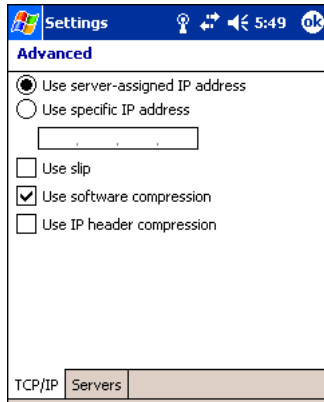 Settings 5:49 ok
Advanced
Use server-assigned IP address
Use specific IP address
. . .
Use slip
Use software compression
Use IP header compression
TCP/IP Servers